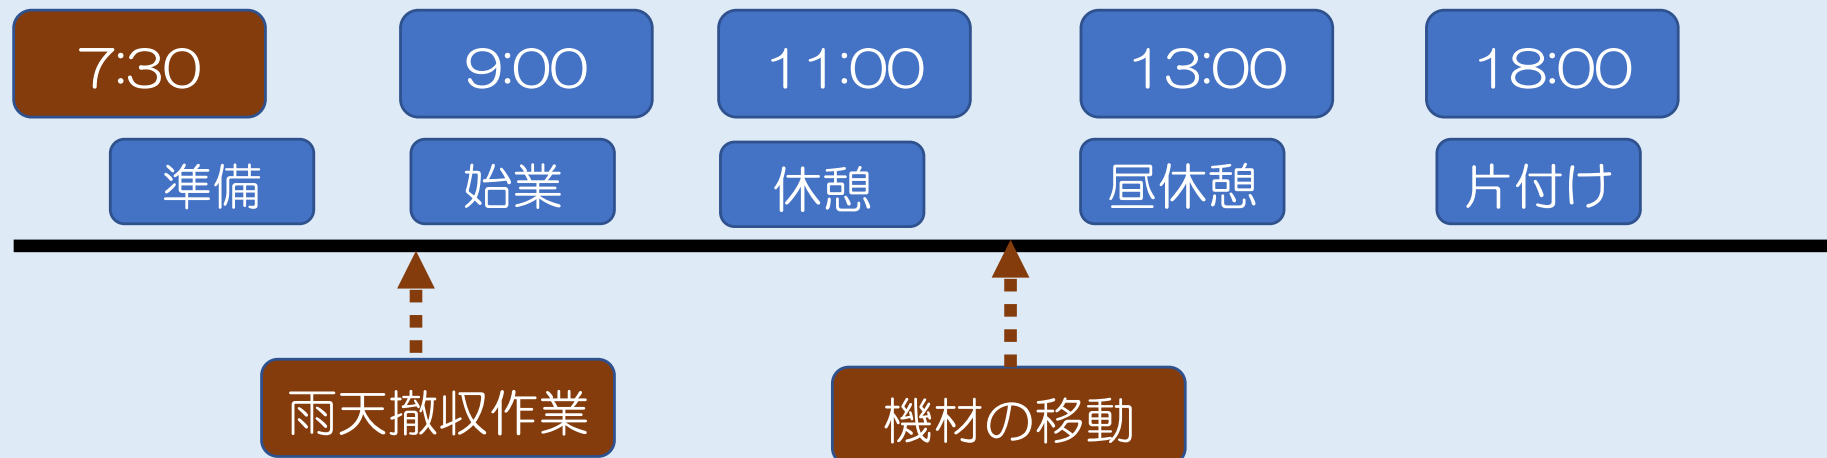 7:30
9:00
11:00
13:00
18:00
準備
始業
休憩
昼休憩
片付け
雨天撤収作業
機材の移動